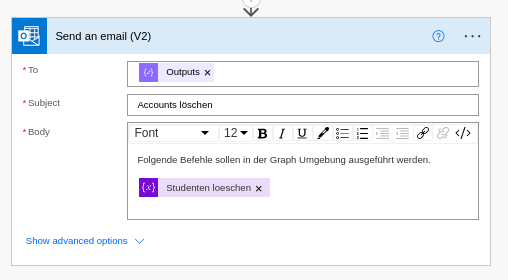 Send an email (V2)
* To
Outputs
* Subject
Accounts löschen
* Body
Font
12
B I U </>
Folgende Befehle sollen in der Graph Umgebung ausgeführt werden.
{x} Studenten loeschen ×
Show advanced options